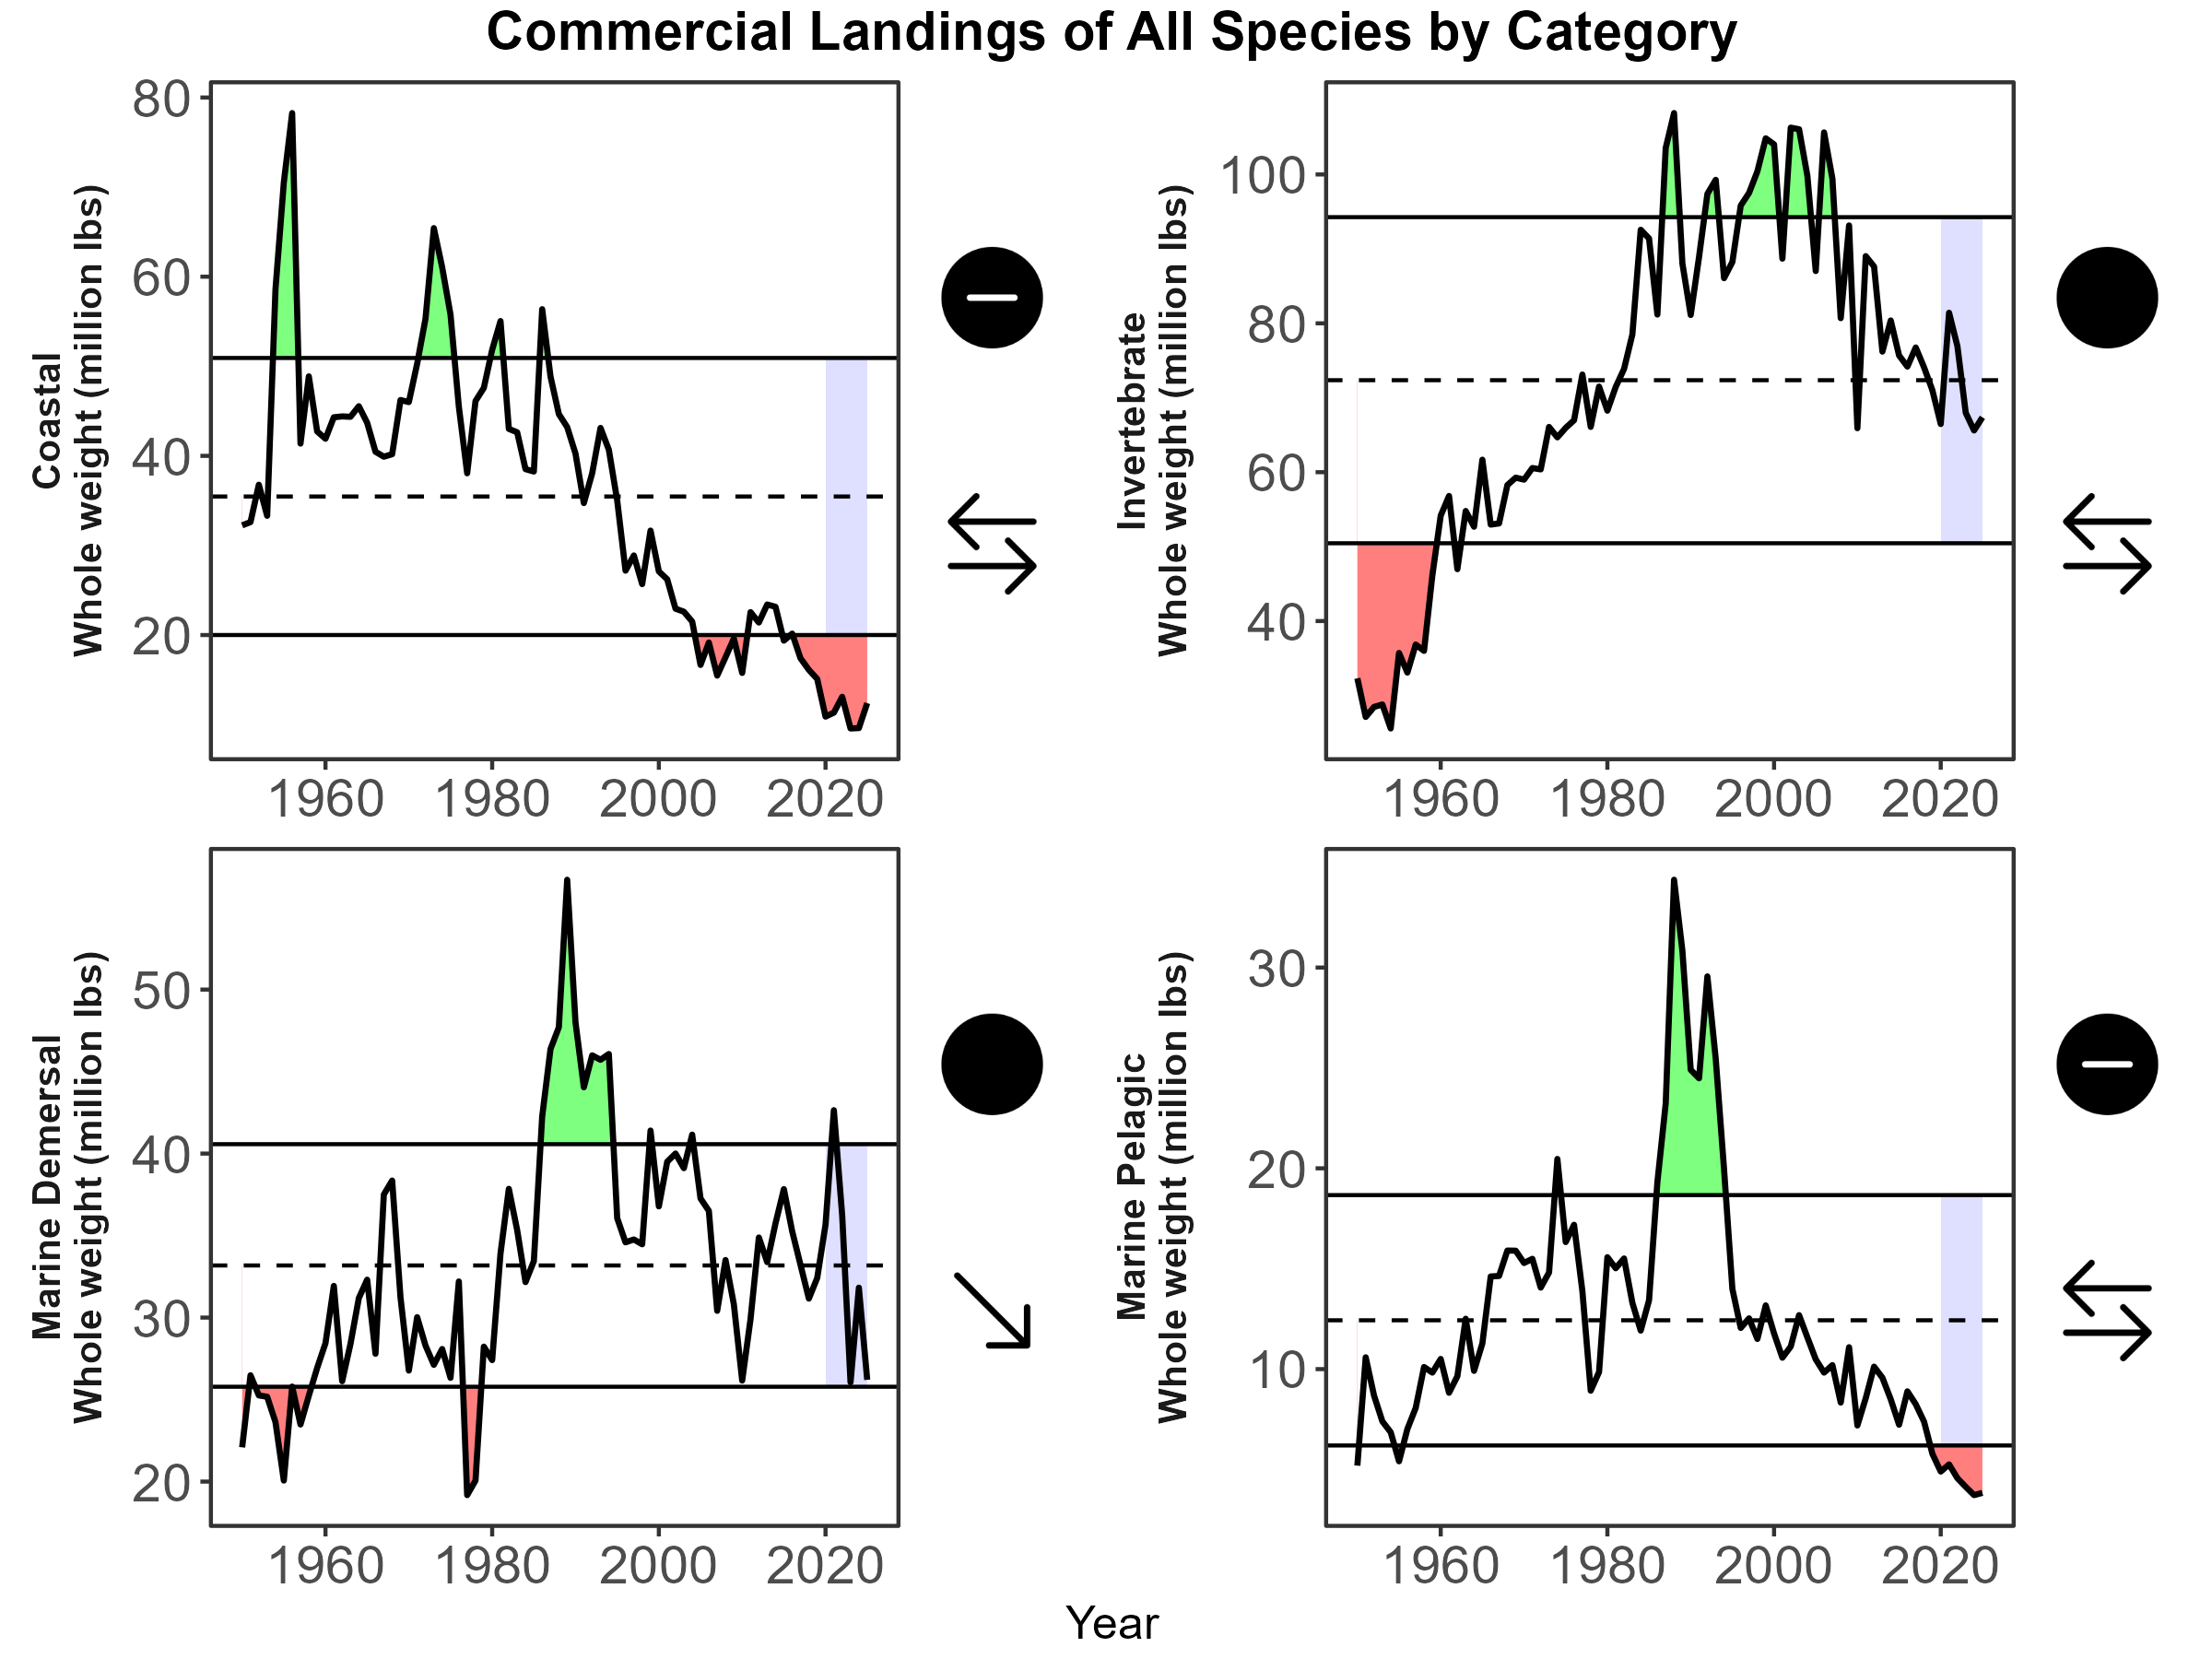 Commercial Landings of All Species by Category
Coastal
Whole weight (million lbs)
80
60
40
20
1960 1980 2000 2020
Invertebrate
Whole weight (million lbs)
100
80
60
40
1960 1980 2000 2020
Marine Demersal
Whole weight (million lbs)
50
40
30
20
1960 1980 2000 2020
Marine Pelagic
Whole weight (million lbs)
30
20
10
1960 1980 2000 2020
Year